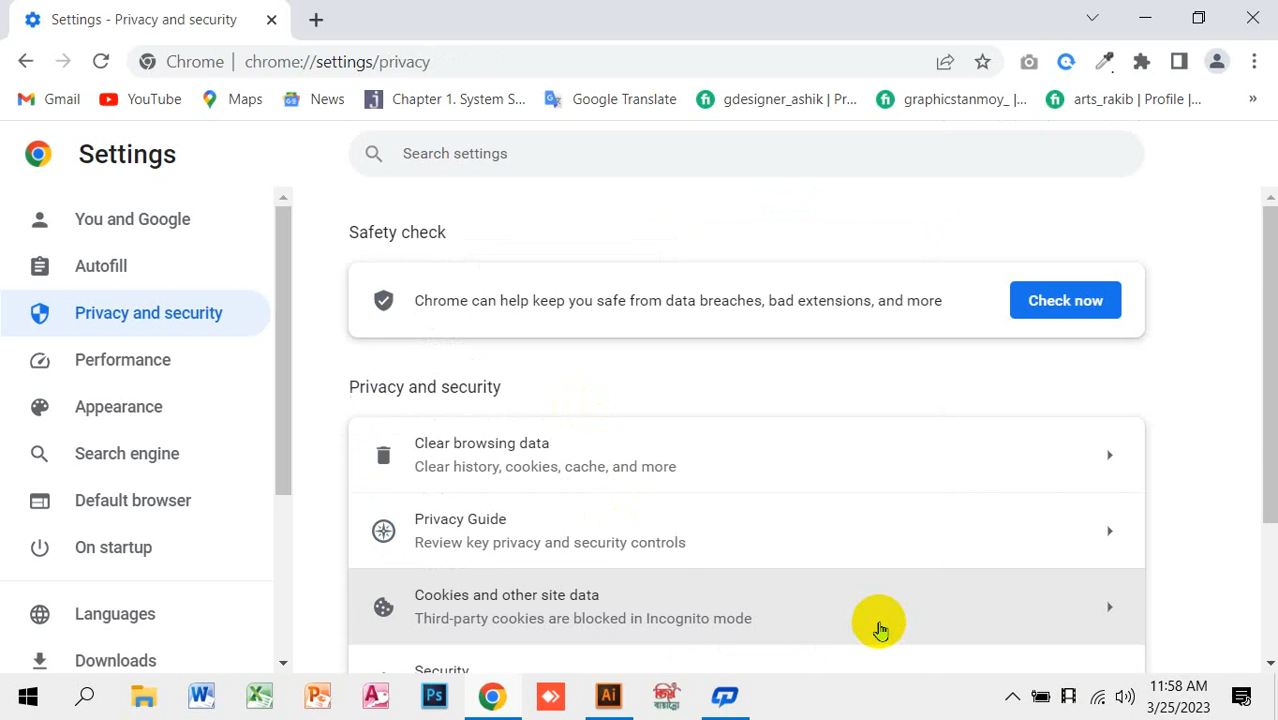 Settings - Privacy and security
Chrome | chrome://settings/privacy
Gmail YouTube Maps News Chapter 1. System S... Google Translate gdesigner_ashik | Pr... graphicstanmoy_ |... arts_rakib | Profile |... »
Settings
Search settings
You and Google
Autofill
Privacy and security
Performance
Appearance
Search engine
Default browser
On startup
Languages
Downloads
Safety check
Chrome can help keep you safe from data breaches, bad extensions, and more
Check now
Privacy and security
Clear browsing data
Clear history, cookies, cache, and more
Privacy Guide
Review key privacy and security controls
Cookies and other site data
Third-party cookies are blocked in Incognito mode
Security
Ps
Ai
11:58 AM
3/25/2023